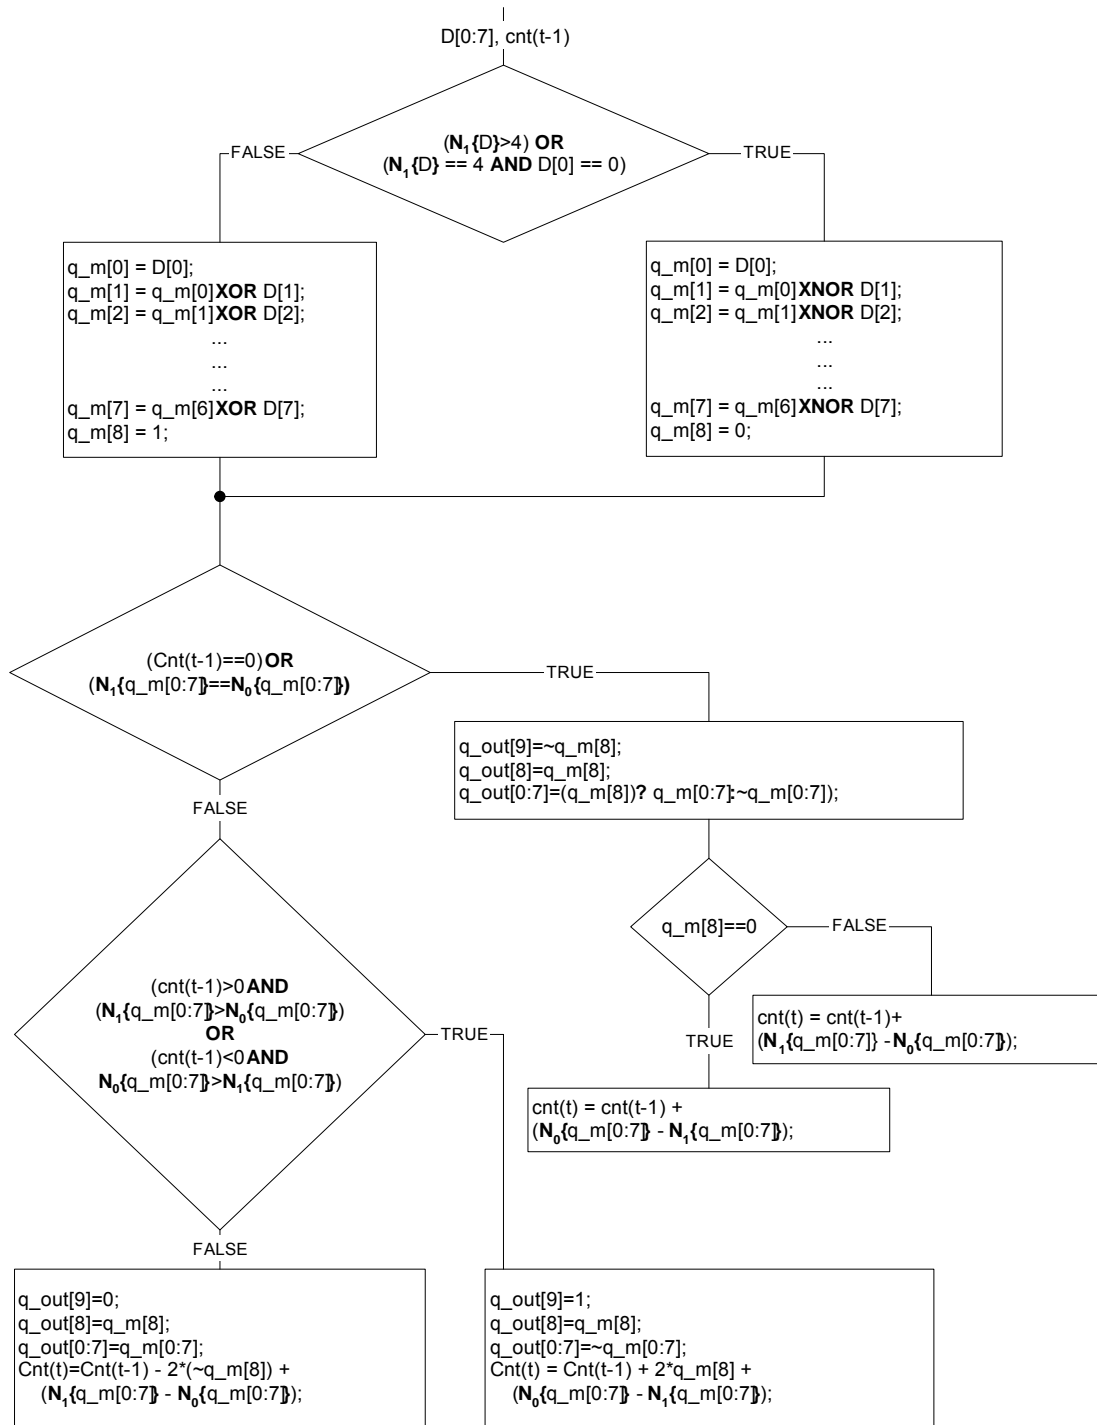 D[0:7], cnt(t-1)
(N1{D}>4) OR
(N1{D} == 4 AND D[0] == 0)
FALSE
TRUE
q_m[0] = D[0];
q_m[1] = q_m[0]XOR D[1];
q_m[2] = q_m[1]XOR D[2];
...
...
...
q_m[7] = q_m[6]XOR D[7];
q_m[8] = 1;
q_m[0] = D[0];
q_m[1] = q_m[0]XNOR D[1];
q_m[2] = q_m[1]XNOR D[2];
...
...
...
q_m[7] = q_m[6]XNOR D[7];
q_m[8] = 0;
(Cnt(t-1)==0)OR
(N1{q_m[0:7]}==N0{q_m[0:7]})
TRUE
FALSE
q_out[9]=~q_m[8];
q_out[8]=q_m[8];
q_out[0:7]=(q_m[8])? q_m[0:7]:~q_m[0:7]);
q_m[8]==0
FALSE
TRUE
cnt(t) = cnt(t-1)+
(N1{q_m[0:7]} -N0{q_m[0:7]});
cnt(t) = cnt(t-1) +
(N0{q_m[0:7]} - N1{q_m[0:7]});
(cnt(t-1)>0AND
(N1{q_m[0:7]}>N0{q_m[0:7]})
OR
(cnt(t-1)<0AND
N0{q_m[0:7]}>N1{q_m[0:7]})
TRUE
FALSE
q_out[9]=0;
q_out[8]=q_m[8];
q_out[0:7]=q_m[0:7];
Cnt(t)=Cnt(t-1) - 2*(~q_m[8]) +
(N1{q_m[0:7]} - N0{q_m[0:7]});
q_out[9]=1;
q_out[8]=q_m[8];
q_out[0:7]=~q_m[0:7];
Cnt(t) = Cnt(t-1) + 2*q_m[8] +
(N0{q_m[0:7]} - N1{q_m[0:7]});